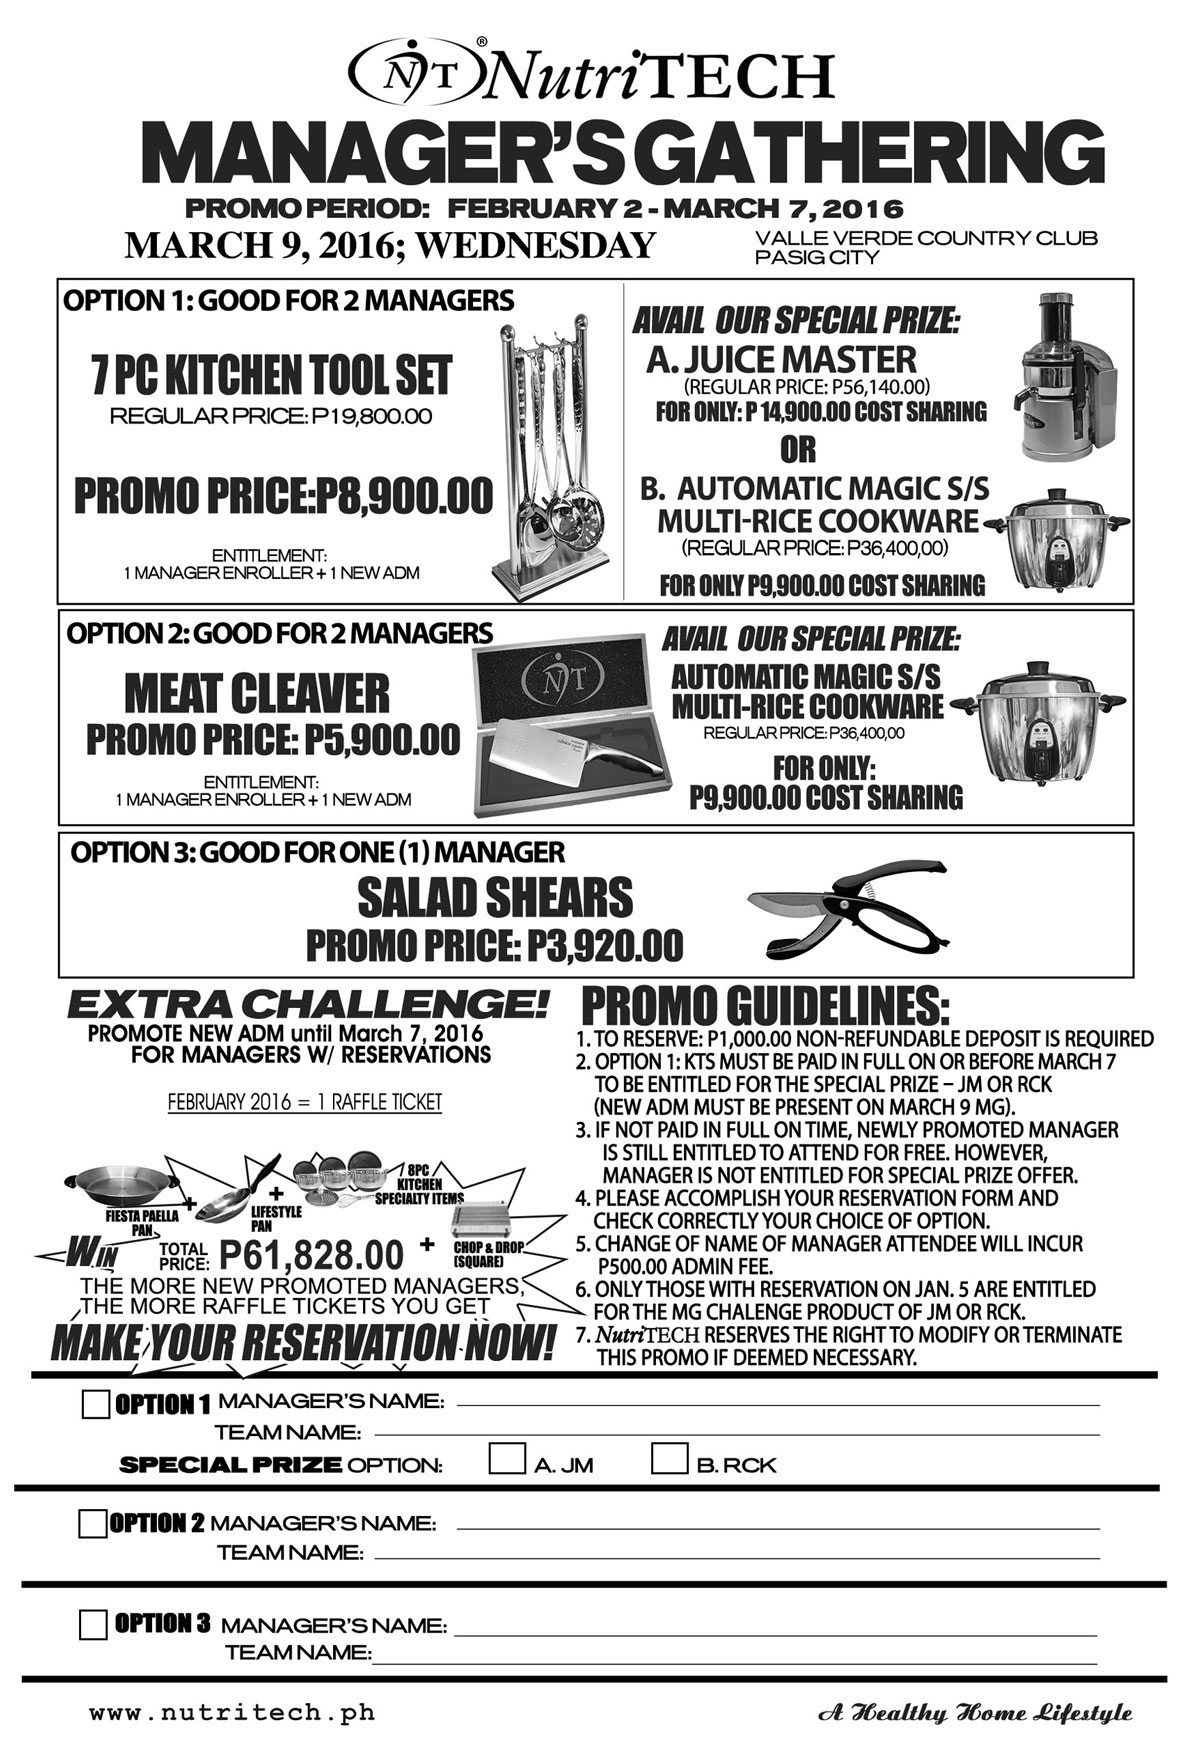 NT® NutriTECH
MANAGER'S GATHERING
PROMO PERIOD: FEBRUARY 2 - MARCH 7, 2016
MARCH 9, 2016; WEDNESDAY
VALLE VERDE COUNTRY CLUB
PASIG CITY
OPTION 1: GOOD FOR 2 MANAGERS
7 PC KITCHEN TOOL SET
REGULAR PRICE: P19,800.00
PROMO PRICE:P8,900.00
ENTITLEMENT:
1 MANAGER ENROLLER + 1 NEW ADM
AVAIL OUR SPECIAL PRIZE:
A. JUICE MASTER
(REGULAR PRICE: P56,140.00)
FOR ONLY: P 14,900.00 COST SHARING
OR
B. AUTOMATIC MAGIC S/S
MULTI-RICE COOKWARE
(REGULAR PRICE: P36,400,00)
FOR ONLY P9,900.00 COST SHARING
OPTION 2: GOOD FOR 2 MANAGERS
MEAT CLEAVER
PROMO PRICE: P5,900.00
ENTITLEMENT:
1 MANAGER ENROLLER + 1 NEW ADM
NT
AVAIL OUR SPECIAL PRIZE:
AUTOMATIC MAGIC S/S
MULTI-RICE COOKWARE
REGULAR PRICE: P36,400,00
FOR ONLY:
P9,900.00 COST SHARING
OPTION 3: GOOD FOR ONE (1) MANAGER
SALAD SHEARS
PROMO PRICE: P3,920.00
EXTRA CHALLENGE!
PROMOTE NEW ADM until March 7, 2016
FOR MANAGERS W/ RESERVATIONS
FEBRUARY 2016 = 1 RAFFLE TICKET
FIESTA PAELLA
PAN
+
LIFESTYLE
PAN
+
8PC
KITCHEN
SPECIALTY ITEMS
+
CHOP & DROP
(SQUARE)
WIN
TOTAL
PRICE: P61,828.00
THE MORE NEW PROMOTED MANAGERS,
THE MORE RAFFLE TICKETS YOU GET
MAKE YOUR RESERVATION NOW!
PROMO GUIDELINES:
1. TO RESERVE: P1,000.00 NON-REFUNDABLE DEPOSIT IS REQUIRED
2. OPTION 1: KTS MUST BE PAID IN FULL ON OR BEFORE MARCH 7
TO BE ENTITLED FOR THE SPECIAL PRIZE – JM OR RCK
(NEW ADM MUST BE PRESENT ON MARCH 9 MG).
3. IF NOT PAID IN FULL ON TIME, NEWLY PROMOTED MANAGER
IS STILL ENTITLED TO ATTEND FOR FREE. HOWEVER,
MANAGER IS NOT ENTITLED FOR SPECIAL PRIZE OFFER.
4. PLEASE ACCOMPLISH YOUR RESERVATION FORM AND
CHECK CORRECTLY YOUR CHOICE OF OPTION.
5. CHANGE OF NAME OF MANAGER ATTENDEE WILL INCUR
P500.00 ADMIN FEE.
6. ONLY THOSE WITH RESERVATION ON JAN. 5 ARE ENTITLED
FOR THE MG CHALENGE PRODUCT OF JM OR RCK.
7. NutriTECH RESERVES THE RIGHT TO MODIFY OR TERMINATE
THIS PROMO IF DEEMED NECESSARY.
OPTION 1 MANAGER'S NAME:
TEAM NAME:
SPECIAL PRIZE OPTION: A. JM B. RCK
OPTION 2 MANAGER'S NAME:
TEAM NAME:
OPTION 3 MANAGER'S NAME:
TEAM NAME:
www.nutritech.ph
A Healthy Home Lifestyle